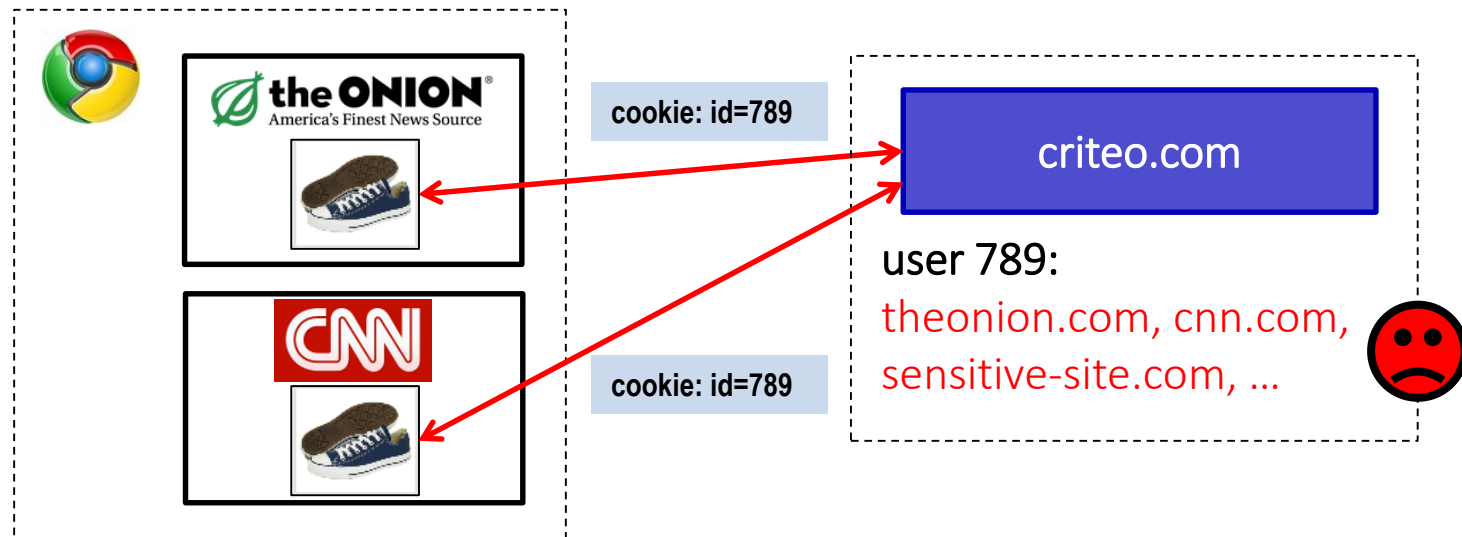 the ONION®
America's Finest News Source
cookie: id=789
criteo.com
user 789:
theonion.com, cnn.com,
sensitive-site.com, ...
CNN
cookie: id=789